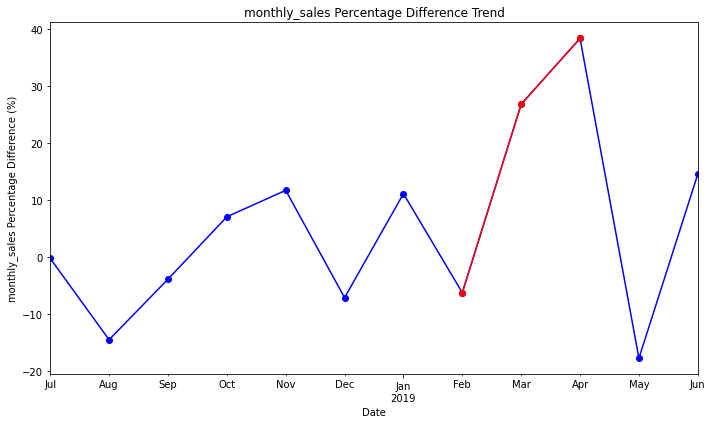 monthly_sales Percentage Difference Trend
monthly_sales Percentage Difference (%)
40
30
20
10
0
−10
−20
Jul Aug Sep Oct Nov Dec Jan Feb Mar Apr May Jun
2019
Date